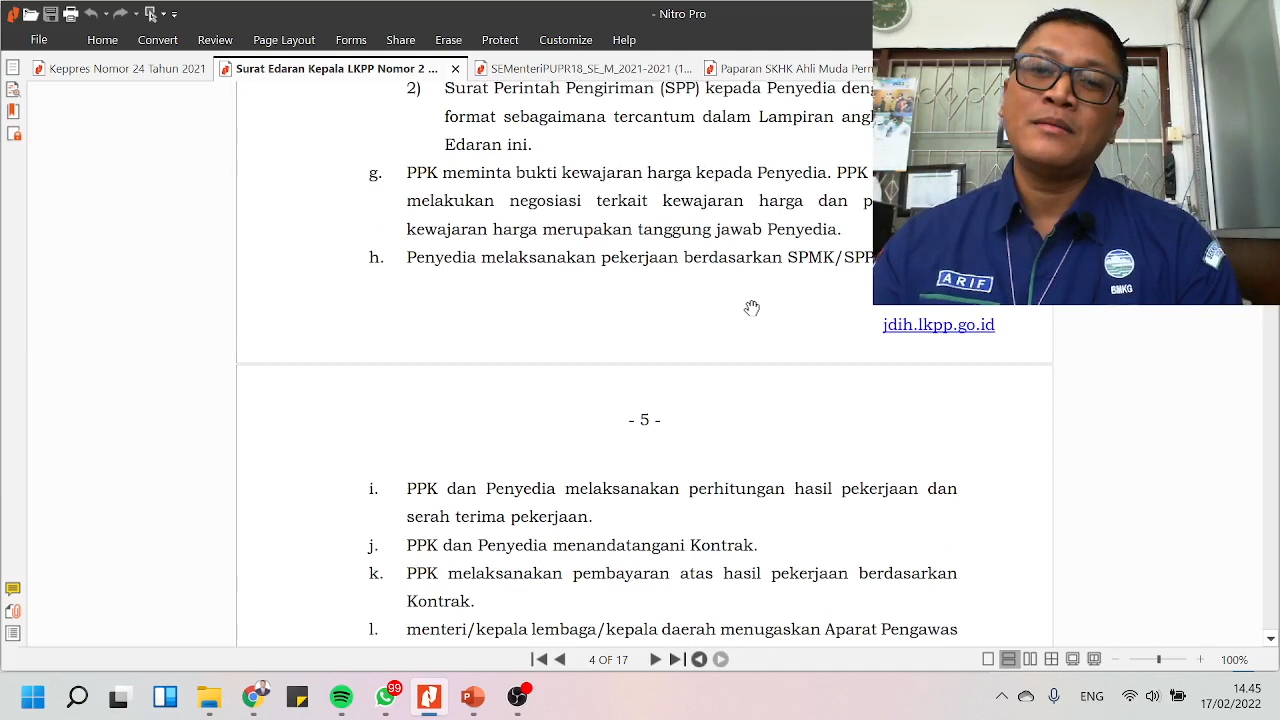 - Nitro Pro
File Home Convert Review Page Layout Forms Share Erase Protect Customize Help
Keppres Nomor 24 Tahun 2021 Surat Edaran Kepala LKPP Nomor 2 ... SEMenteriPUPR18_SE_M_2021-2021 (1... Paparan SKHK Ahli Muda Per
2) Surat Perintah Pengiriman (SPP) kepada Penyedia den
format sebagaimana tercantum dalam Lampiran ang
Edaran ini.
g. PPK meminta bukti kewajaran harga kepada Penyedia. PPK
melakukan negosiasi terkait kewajaran harga dan p
kewajaran harga merupakan tanggung jawab Penyedia.
h. Penyedia melaksanakan pekerjaan berdasarkan SPMK/SPP
ARIF
BMKG
jdih.lkpp.go.id
- 5 -
i. PPK dan Penyedia melaksanakan perhitungan hasil pekerjaan dan
serah terima pekerjaan.
j. PPK dan Penyedia menandatangani Kontrak.
k. PPK melaksanakan pembayaran atas hasil pekerjaan berdasarkan
Kontrak.
l. menteri/kepala lembaga/kepala daerah menugaskan Aparat Pengawas
4 OF 17 100%
99
ENG
14.45
17/02/2022